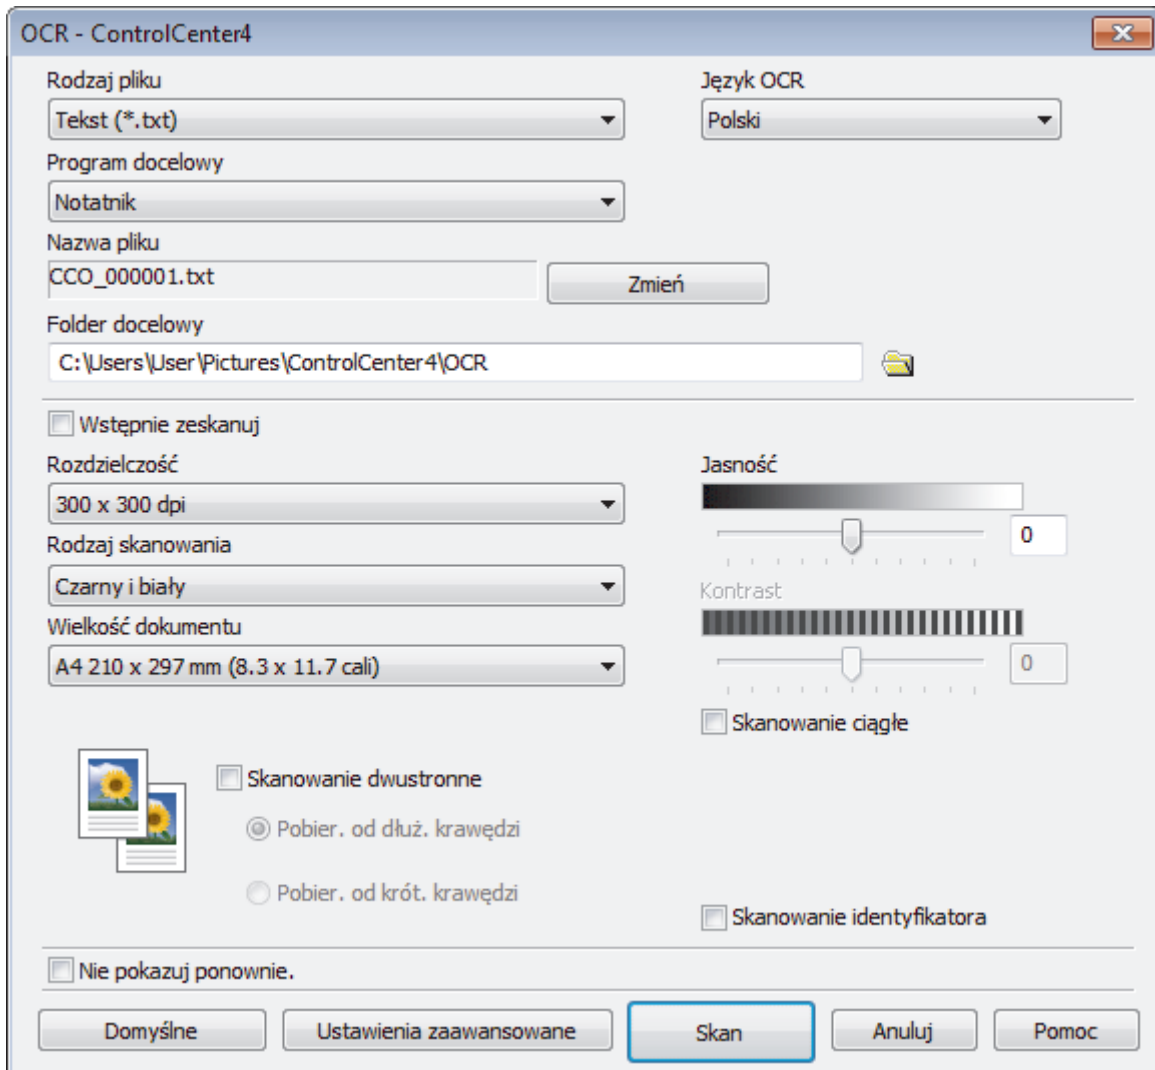 OCR - ControlCenter4
Rodzaj pliku
Język OCR
Tekst (*.txt)
Polski
Program docelowy
Notatnik
Nazwa pliku
CCO_000001.txt
Zmień
Folder docelowy
C:\Users\User\Pictures\ControlCenter4\OCR
Wstępnie zeskanuj
Rozdzielczość
Jasność
300 x 300 dpi
0
Rodzaj skanowania
Czarny i biały
Kontrast
Wielkość dokumentu
A4 210 x 297 mm (8.3 x 11.7 cali)
0
Skanowanie ciągłe
Skanowanie dwustronne
Pobier. od dłuż. krawędzi
Pobier. od krót. krawędzi
Skanowanie identyfikatora
Nie pokazuj ponownie.
Domyślne
Ustawienia zaawansowane
Skan
Anuluj
Pomoc